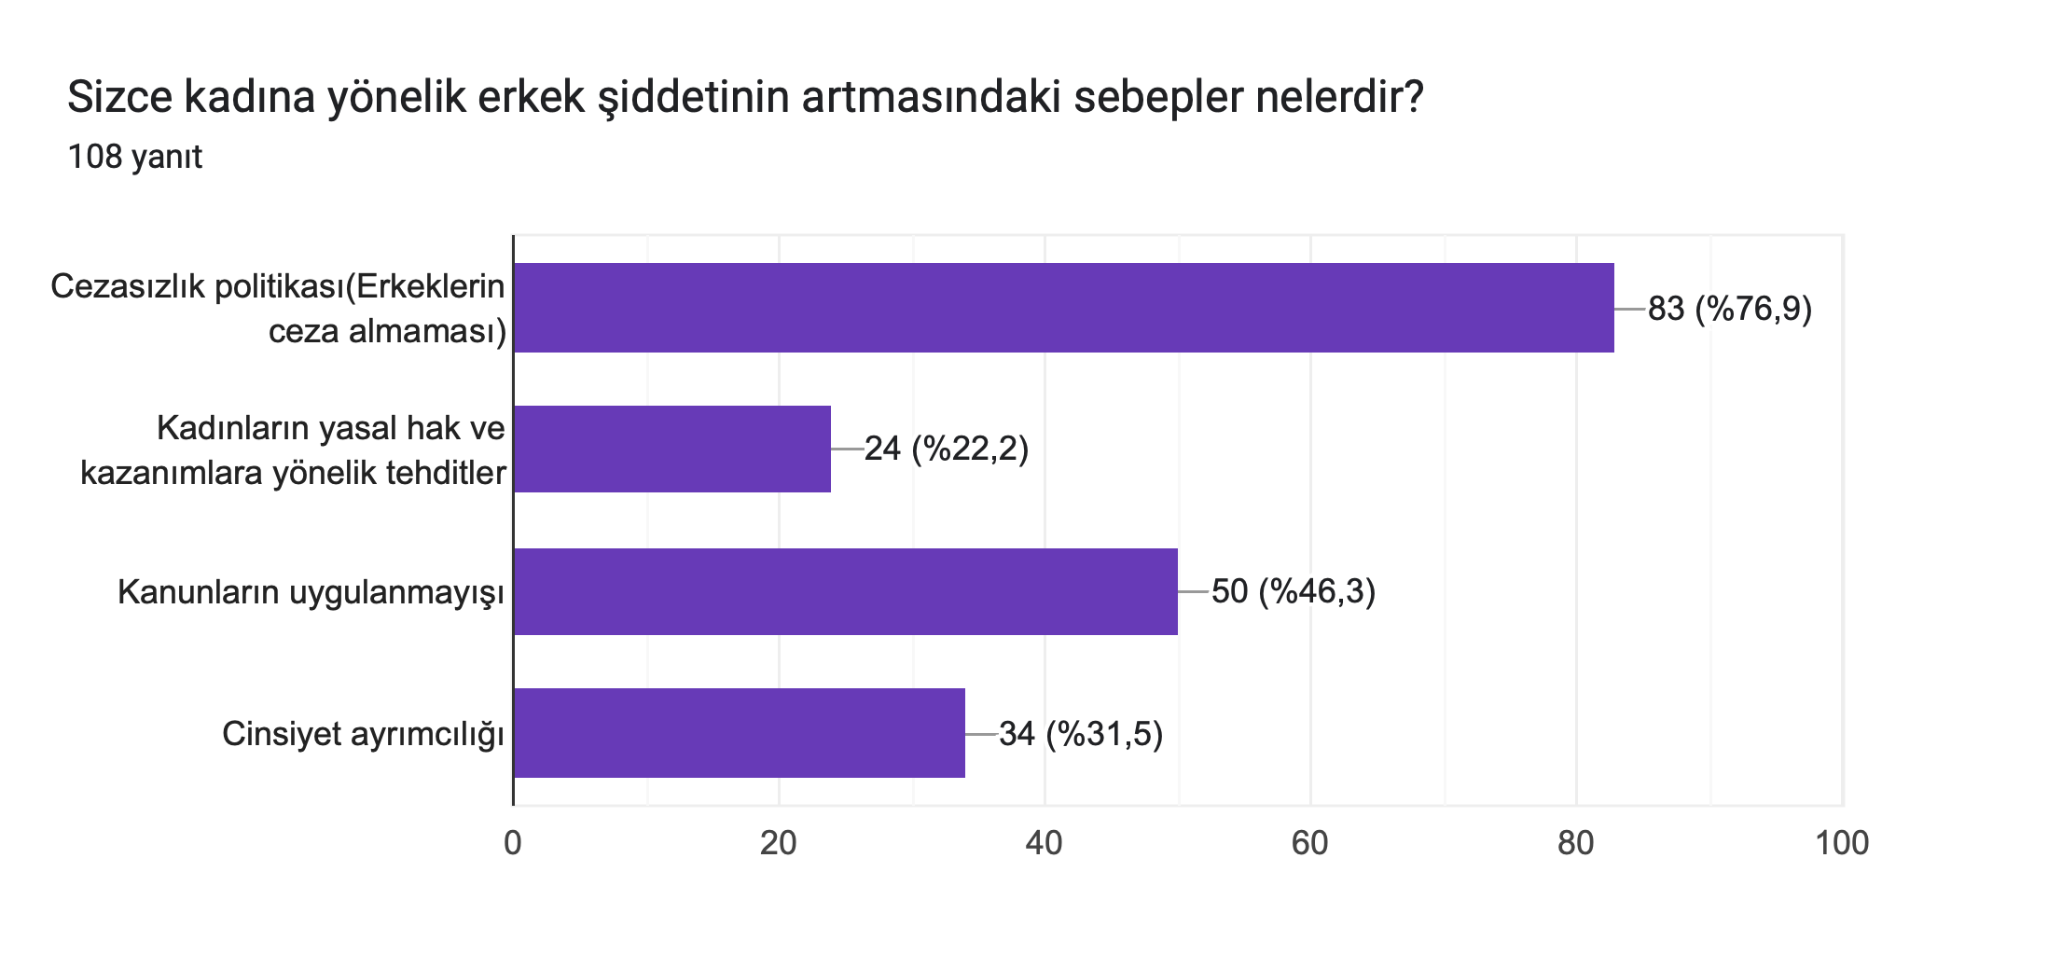 Sizce kadına yönelik erkek şiddetinin artmasındaki sebepler nelerdir?
108 yanıt
Cezasızlık politikası(Erkeklerin
ceza almaması)
83 (%76,9)
Kadınların yasal hak ve
kazanımlara yönelik tehditler
24 (%22,2)
Kanunların uygulanmayışı
50 (%46,3)
Cinsiyet ayrımcılığı
34 (%31,5)
0 20 40 60 80 100